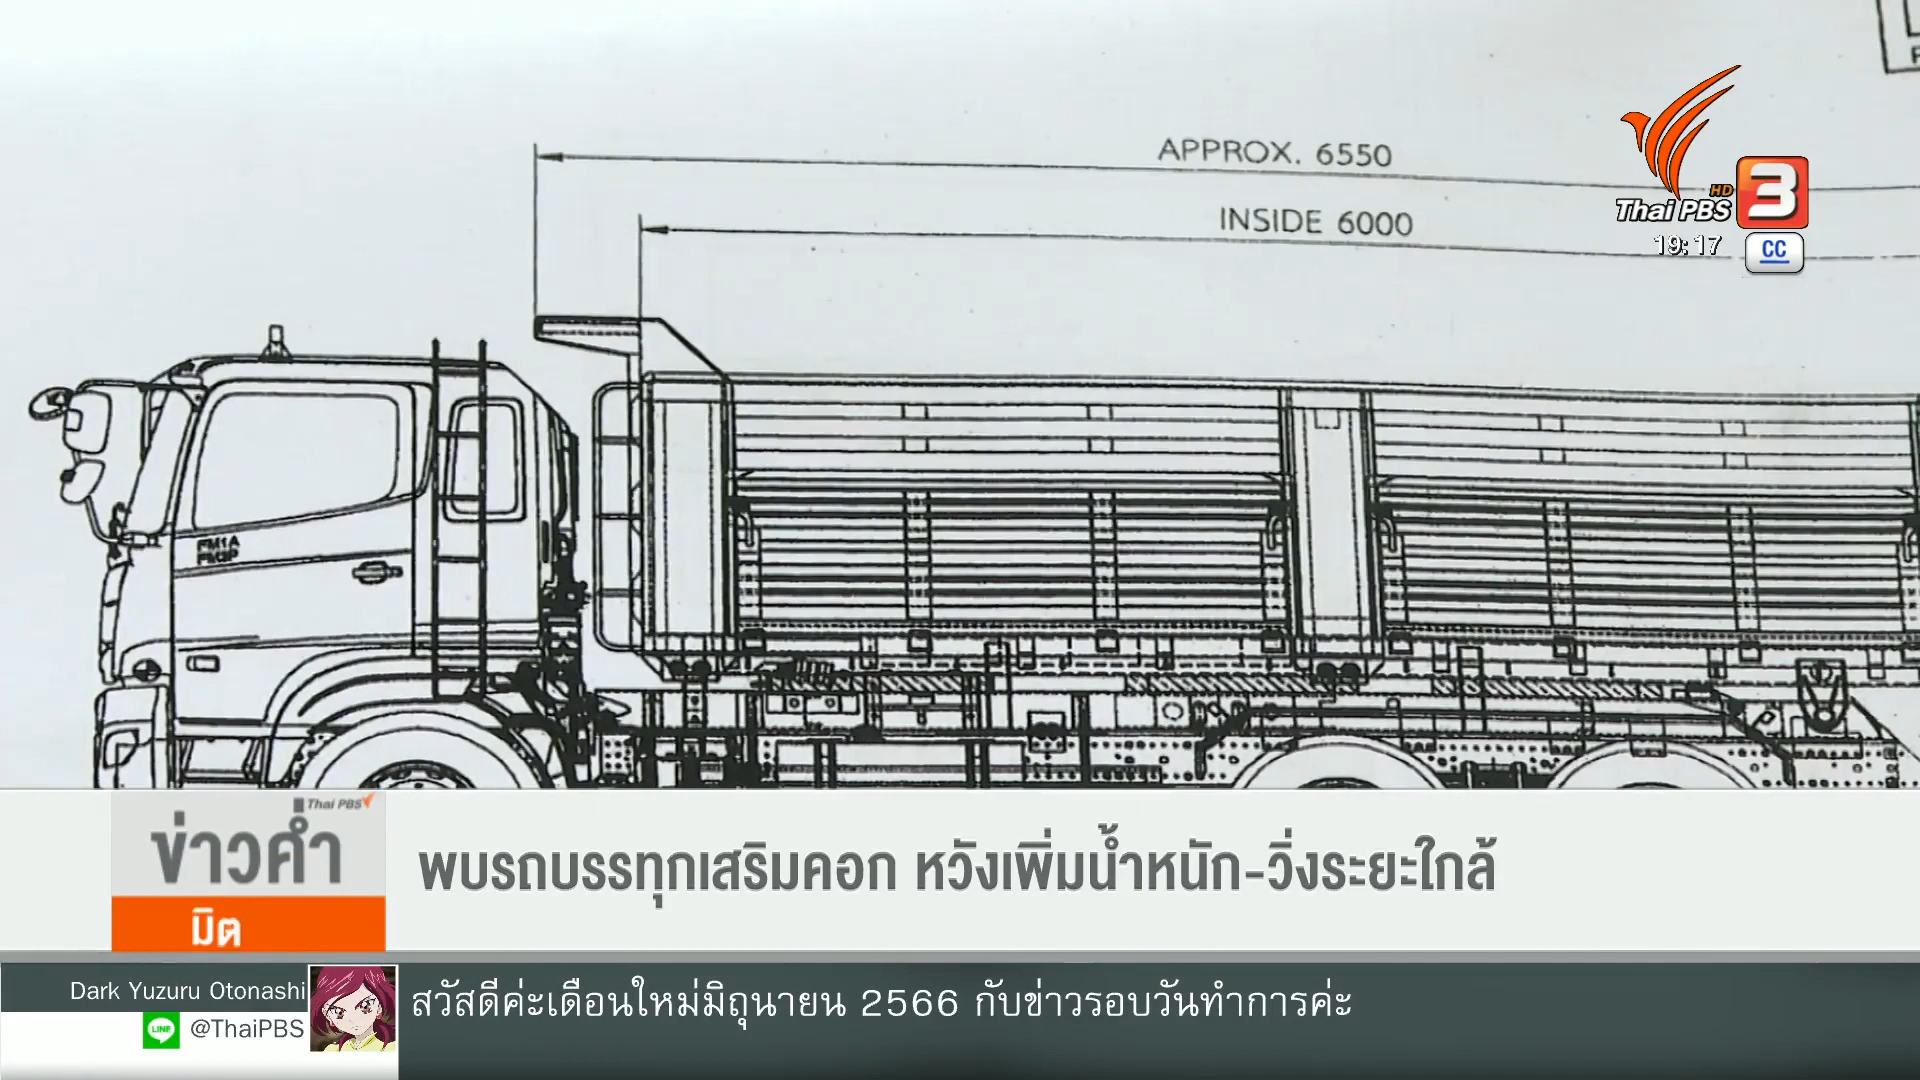 APPROX. 6550
INSIDE 6000
HD
Thai PBS
3
19:17
CC
FM1A
FM2P
Thai PBS
ข่าวค่ำ
มิติ
พบรถบรรทุกเสริมคอก หวังเพิ่มน้ำหนัก-วิ่งระยะใกล้
Dark Yuzuru Otonashi
LINE @ThaiPBS
สวัสดีค่ะเดือนใหม่มิถุนายน 2566 กับข่าวรอบวันทำการค่ะ